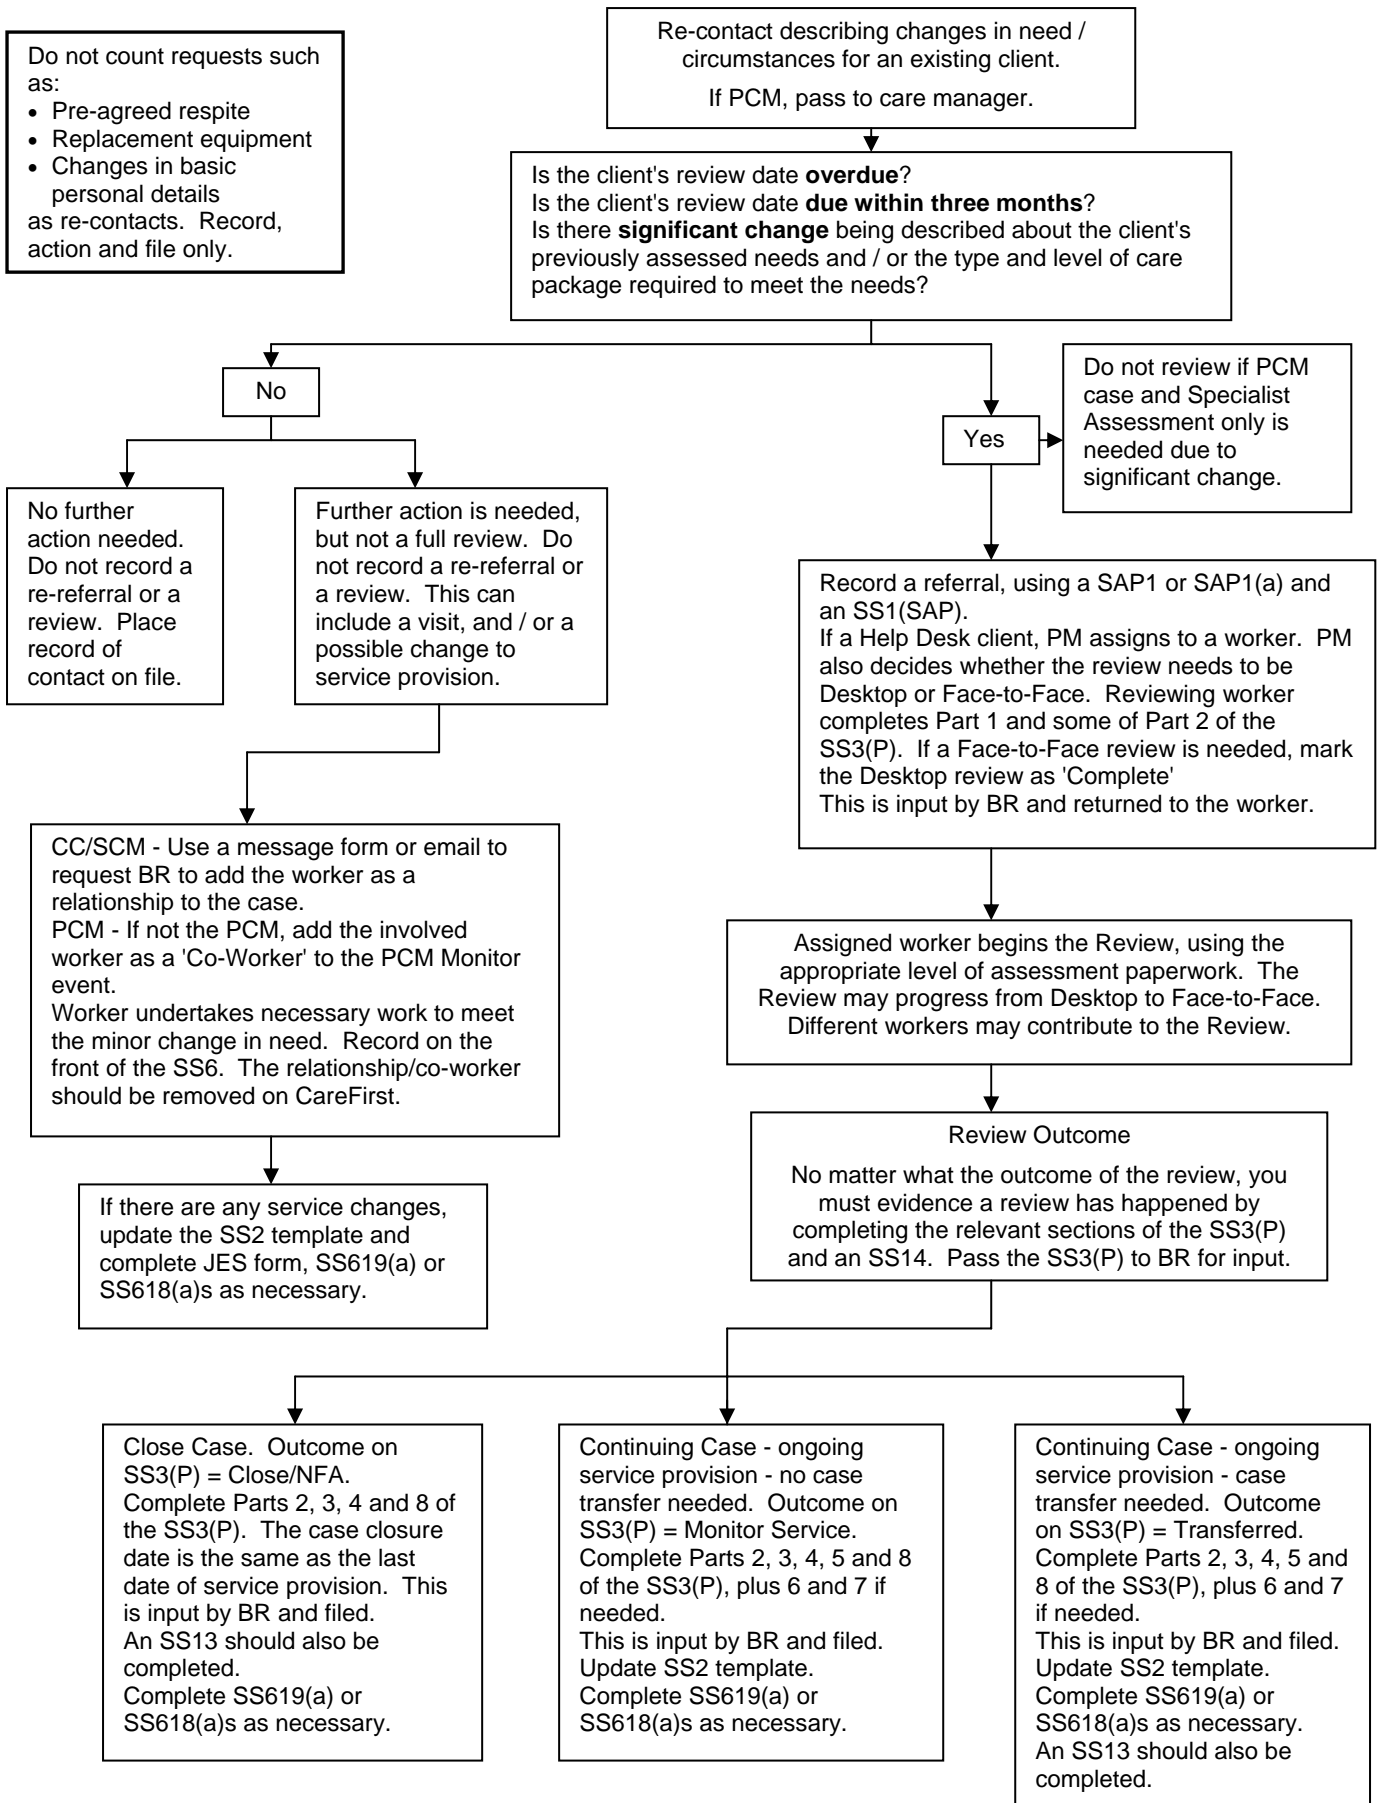 Do not count requests such
as:
• Pre-agreed respite
• Replacement equipment
• Changes in basic
personal details
as re-contacts. Record,
action and file only.
Re-contact describing changes in need /
circumstances for an existing client.
If PCM, pass to care manager.
Is the client's review date overdue?
Is the client's review date due within three months?
Is there significant change being described about the client's
previously assessed needs and / or the type and level of care
package required to meet the needs?
No
Yes
Do not review if PCM
case and Specialist
Assessment only is
needed due to
significant change.
No further
action needed.
Do not record a
re-referral or a
review. Place
record of
contact on file.
Further action is needed,
but not a full review. Do
not record a re-referral or
a review. This can
include a visit, and / or a
possible change to
service provision.
Record a referral, using a SAP1 or SAP1(a) and
an SS1(SAP).
If a Help Desk client, PM assigns to a worker. PM
also decides whether the review needs to be
Desktop or Face-to-Face. Reviewing worker
completes Part 1 and some of Part 2 of the
SS3(P). If a Face-to-Face review is needed, mark
the Desktop review as 'Complete'
This is input by BR and returned to the worker.
CC/SCM - Use a message form or email to
request BR to add the worker as a
relationship to the case.
PCM - If not the PCM, add the involved
worker as a 'Co-Worker' to the PCM Monitor
event.
Worker undertakes necessary work to meet
the minor change in need. Record on the
front of the SS6. The relationship/co-worker
should be removed on CareFirst.
Assigned worker begins the Review, using the
appropriate level of assessment paperwork. The
Review may progress from Desktop to Face-to-Face.
Different workers may contribute to the Review.
If there are any service changes,
update the SS2 template and
complete JES form, SS619(a) or
SS618(a)s as necessary.
Review Outcome
No matter what the outcome of the review, you
must evidence a review has happened by
completing the relevant sections of the SS3(P)
and an SS14. Pass the SS3(P) to BR for input.
Close Case. Outcome on
SS3(P) = Close/NFA.
Complete Parts 2, 3, 4 and 8 of
the SS3(P). The case closure
date is the same as the last
date of service provision. This
is input by BR and filed.
An SS13 should also be
completed.
Complete SS619(a) or
SS618(a)s as necessary.
Continuing Case - ongoing
service provision - no case
transfer needed. Outcome on
SS3(P) = Monitor Service.
Complete Parts 2, 3, 4, 5 and 8
of the SS3(P), plus 6 and 7 if
needed.
This is input by BR and filed.
Update SS2 template.
Complete SS619(a) or
SS618(a)s as necessary.
Continuing Case - ongoing
service provision - case
transfer needed. Outcome
on SS3(P) = Transferred.
Complete Parts 2, 3, 4, 5 and
8 of the SS3(P), plus 6 and 7
if needed.
This is input by BR and filed.
Update SS2 template.
Complete SS619(a) or
SS618(a)s as necessary.
An SS13 should also be
completed.